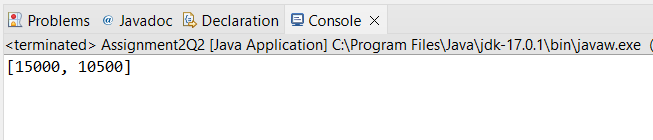 Problems @ Javadoc Declaration Console
<terminated> Assignment2Q2 [Java Application] C:\Program Files\Java\jdk-17.0.1\bin\javaw.exe (
[15000, 10500]